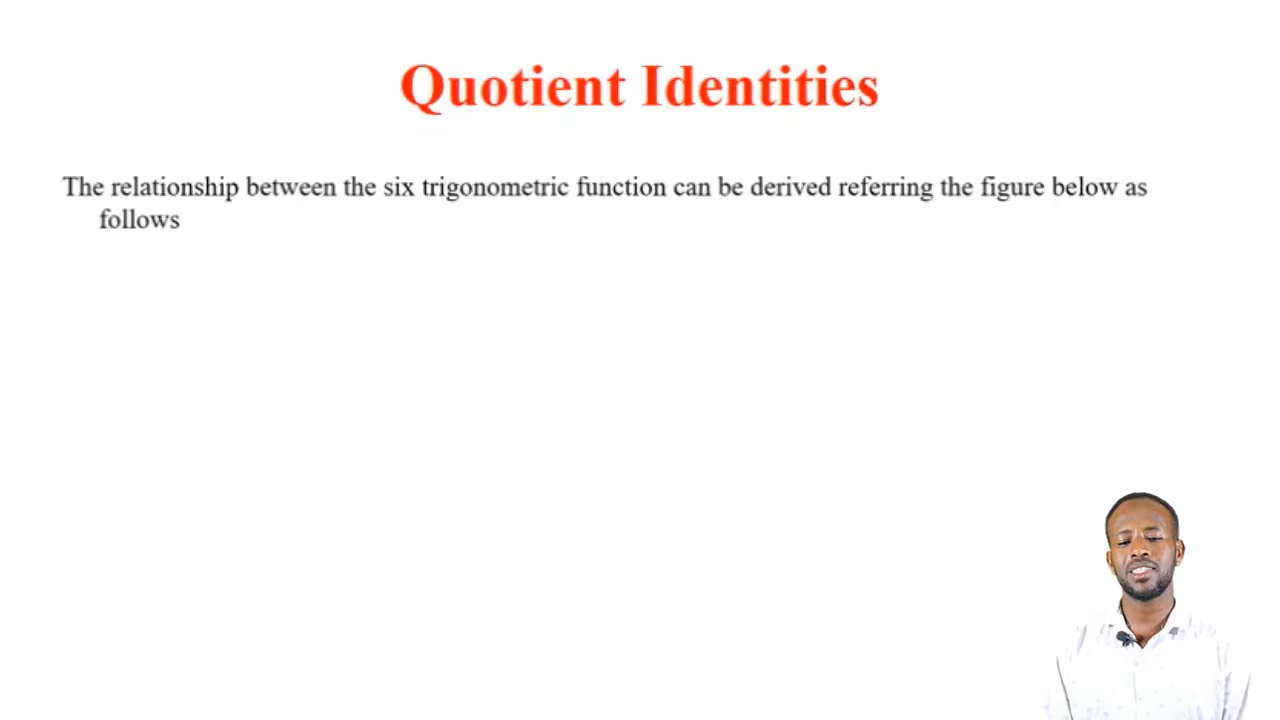 Quotient Identities
The relationship between the six trigonometric function can be derived referring the figure below as
follows